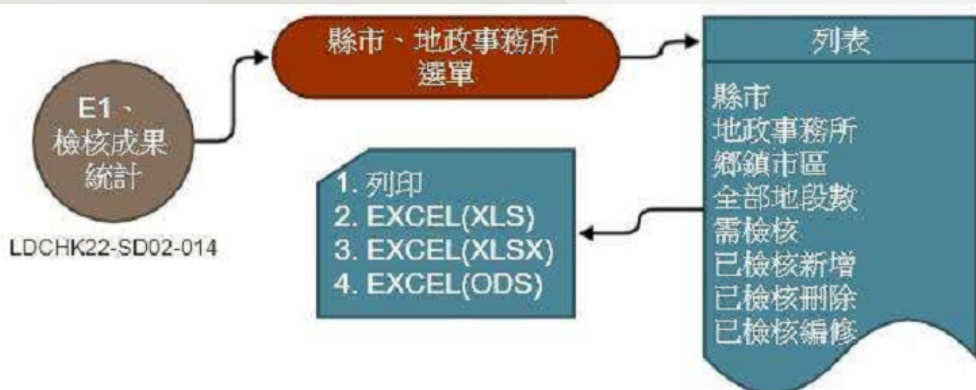 E1、
檢核成果
統計
LDCHK22-SD02-014
縣市、地政事務所
選單
列表
縣市
地政事務所
鄉鎮市區
全部地段數
需檢核
已檢核新增
已檢核刪除
已檢核編修
1. 列印
2. EXCEL(XLS)
3. EXCEL(XLSX)
4. EXCEL(ODS)